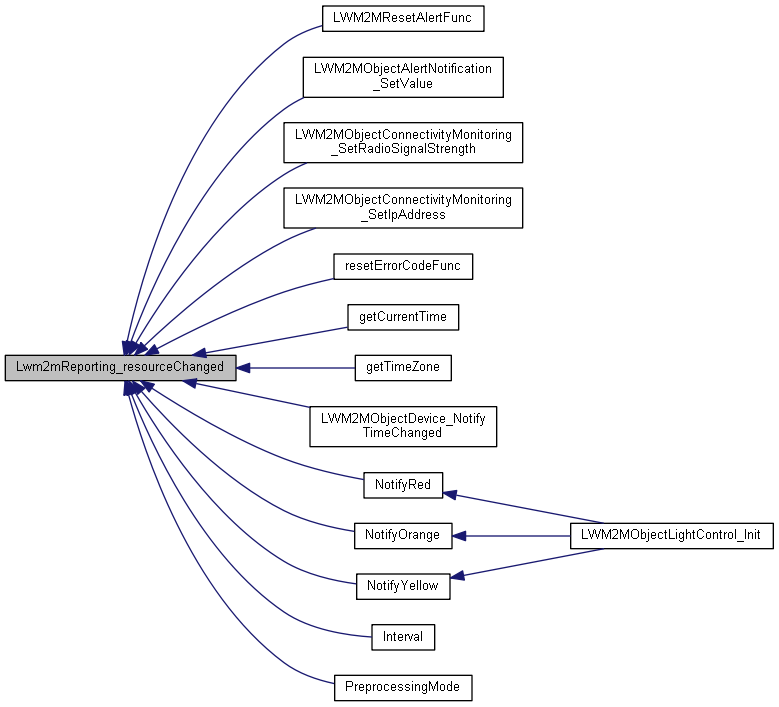 LWM2MResetAlertFunc
LWM2MObjectAlertNotification
_SetValue
LWM2MObjectConnectivityMonitoring
_SetRadioSignalStrength
LWM2MObjectConnectivityMonitoring
_SetIpAddress
resetErrorCodeFunc
getCurrentTime
Lwm2mReporting_resourceChanged
getTimeZone
LWM2MObjectDevice_Notify
TimeChanged
NotifyRed
NotifyOrange
LWM2MObjectLightControl_Init
NotifyYellow
Interval
PreprocessingMode